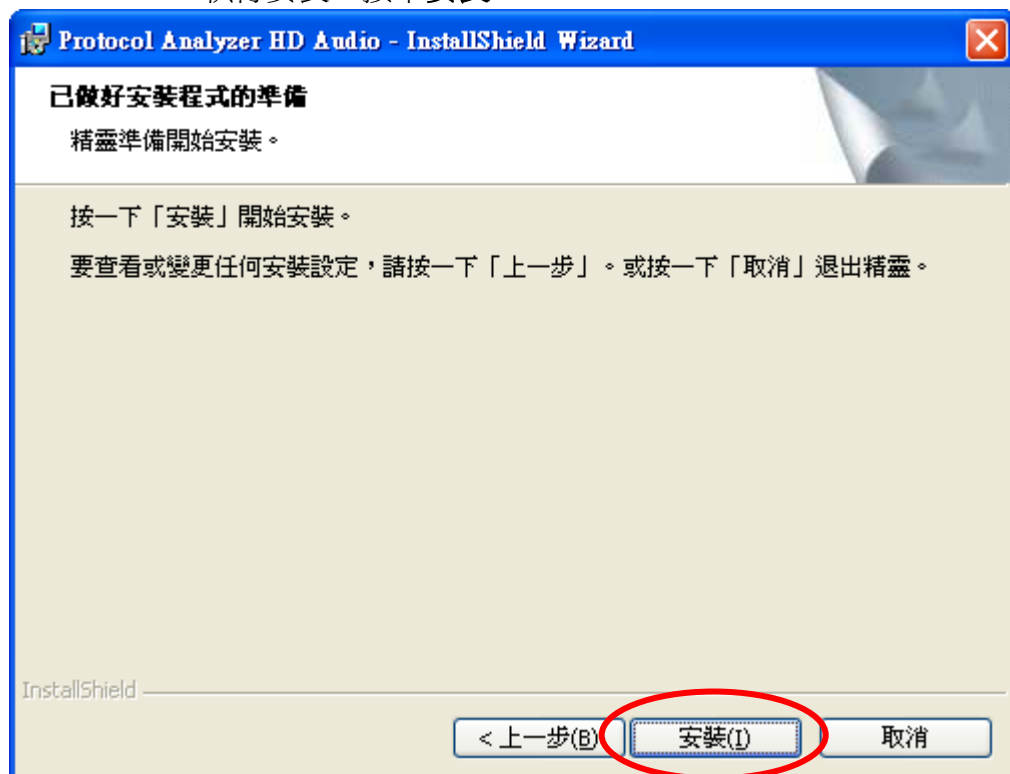 Protocol Analyzer HD Audio - InstallShield Wizard
已做好安裝程式的準備
精靈準備開始安裝。
按一下「安裝」開始安裝。
要查看或變更任何安裝設定,請按一下「上一步」。或按一下「取消」退出精靈。
InstallShield
< 上一步(B) 安裝(I) 取消